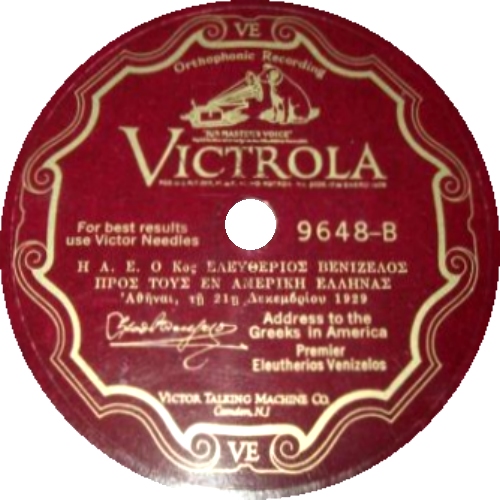 VE
Orthophonic Recording
"HIS MASTER'S VOICE"
VICTROLA
For best results
use Victor Needles
9648-B
Η Α. Ε. Ο Κος ΕΛΕΥΘΕΡΙΟΣ ΒΕΝΙΖΕΛΟΣ
ΠΡΟΣ ΤΟΥΣ ΕΝ ΑΜΕΡΙΚΗ ΕΛΛΗΝΑΣ
Ἀθῆναι, τῇ 21ῃ Δεκεμβρίου 1929
Address to the
Greeks in America
Premier
Eleutherios Venizelos
VICTOR TALKING MACHINE CO.
Camden, NJ
VE